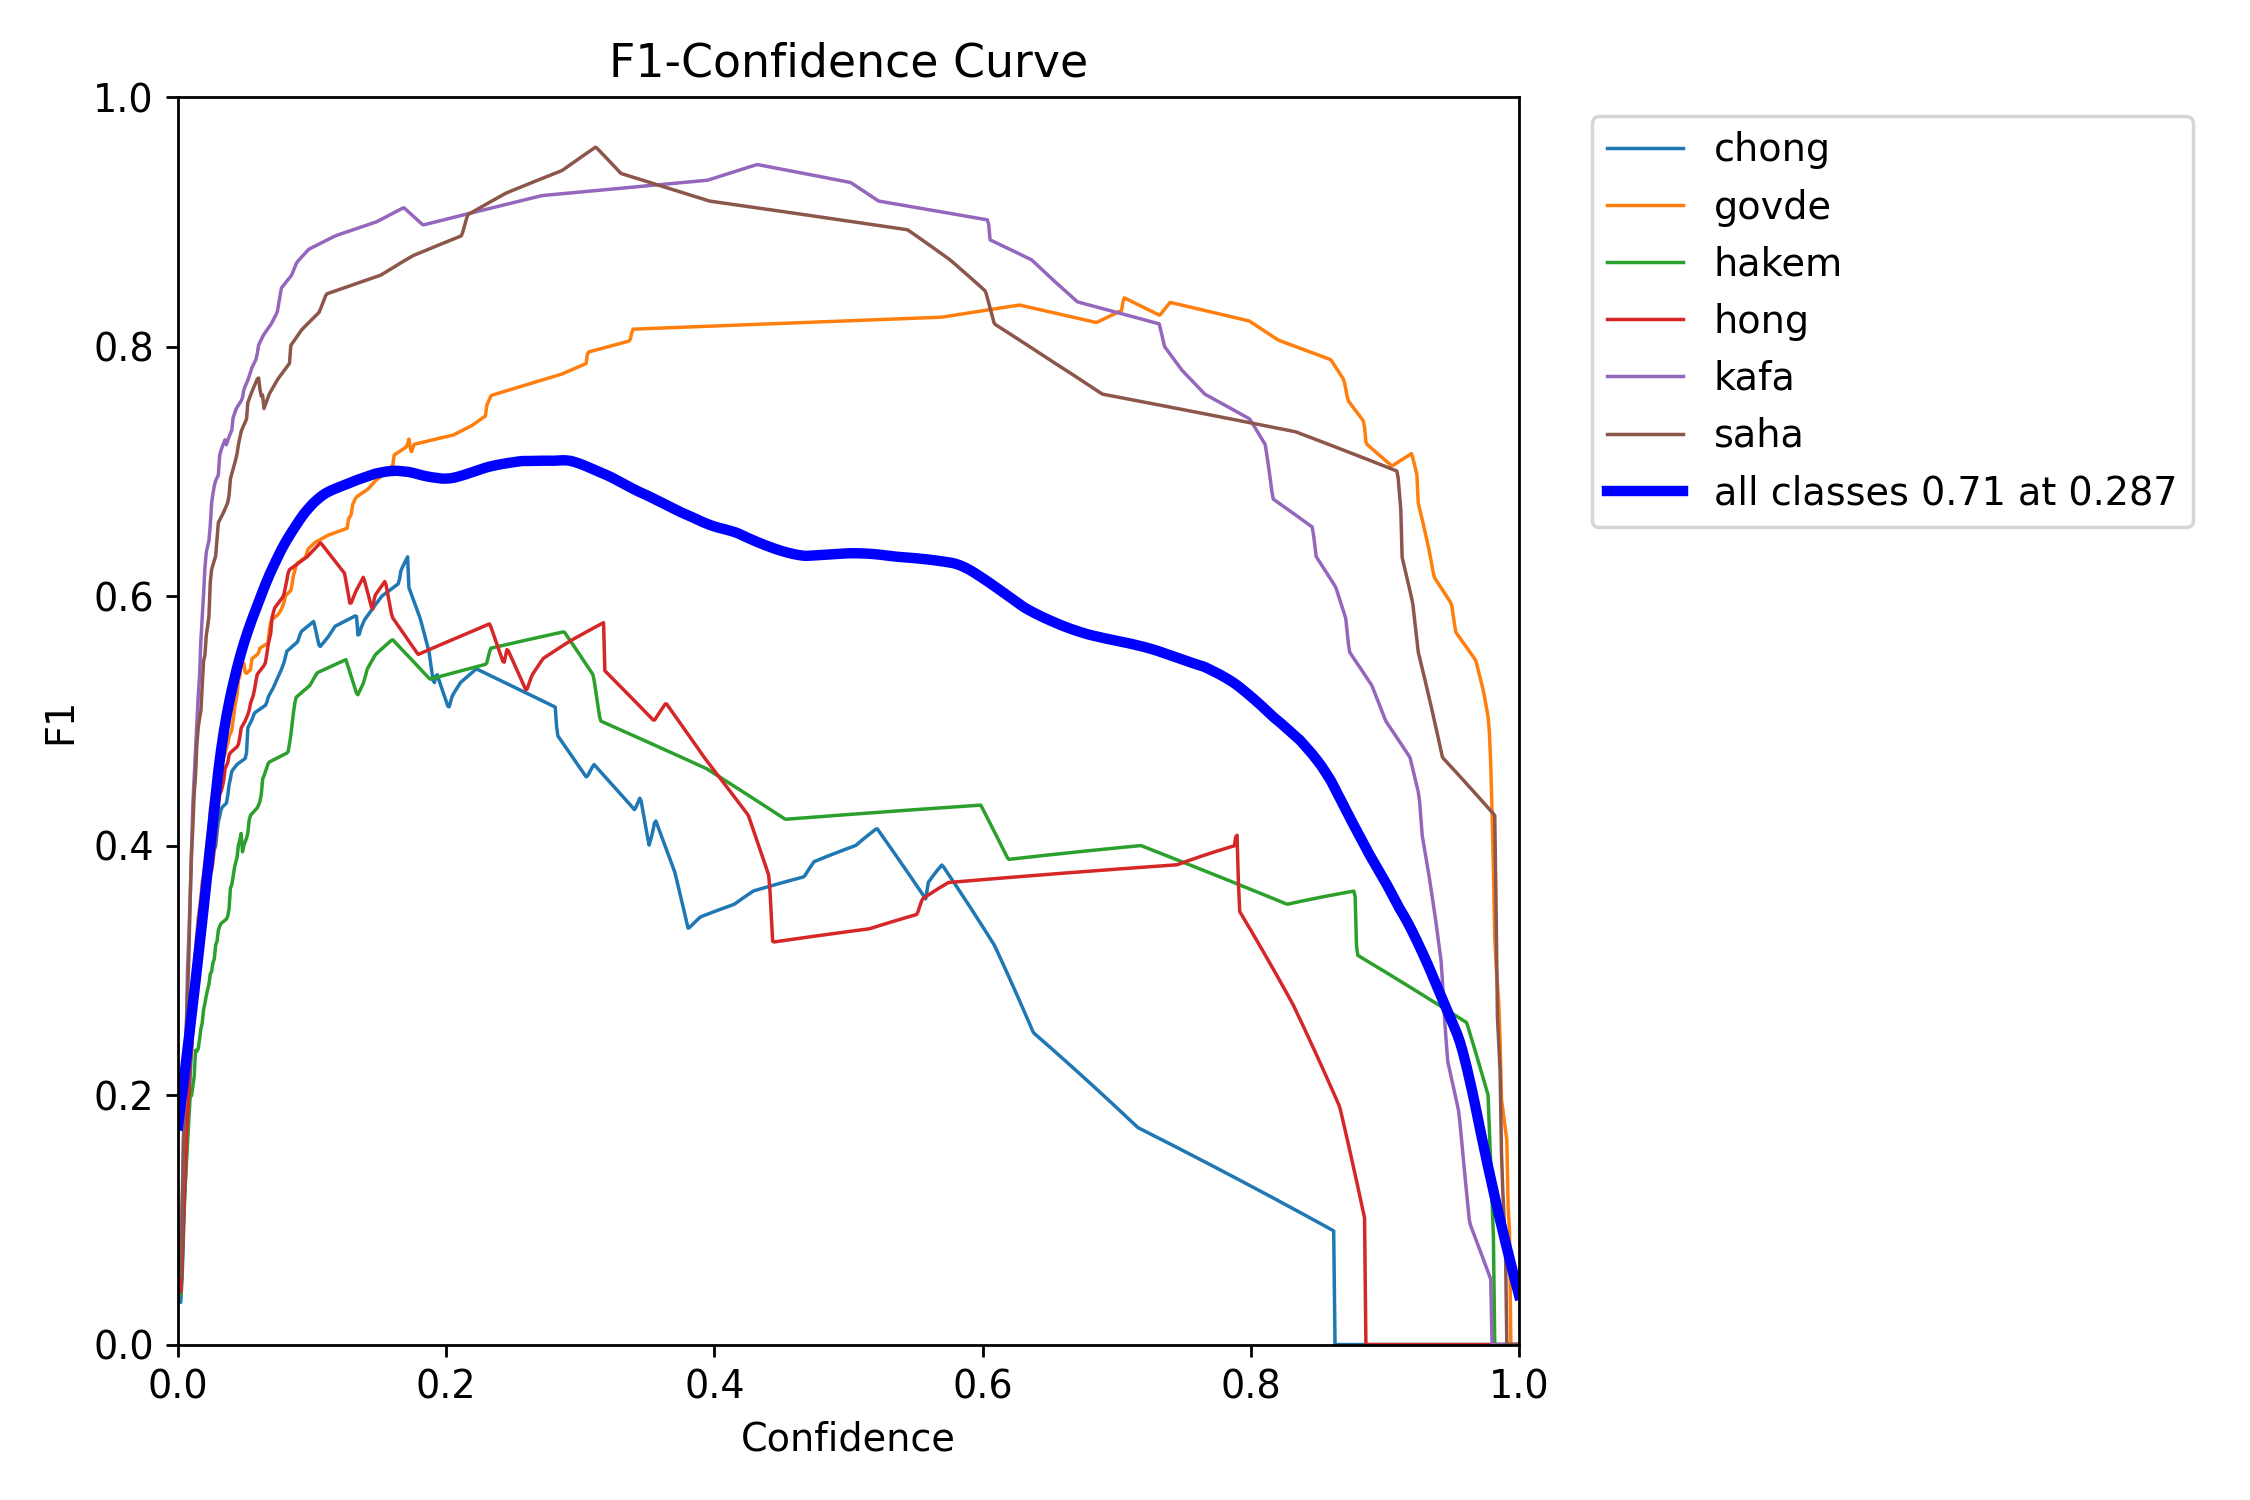 F1-Confidence Curve
1.0
0.8
0.6
0.4
0.2
0.0
F1
0.0 0.2 0.4 0.6 0.8 1.0
Confidence
chong
govde
hakem
hong
kafa
saha
all classes 0.71 at 0.287